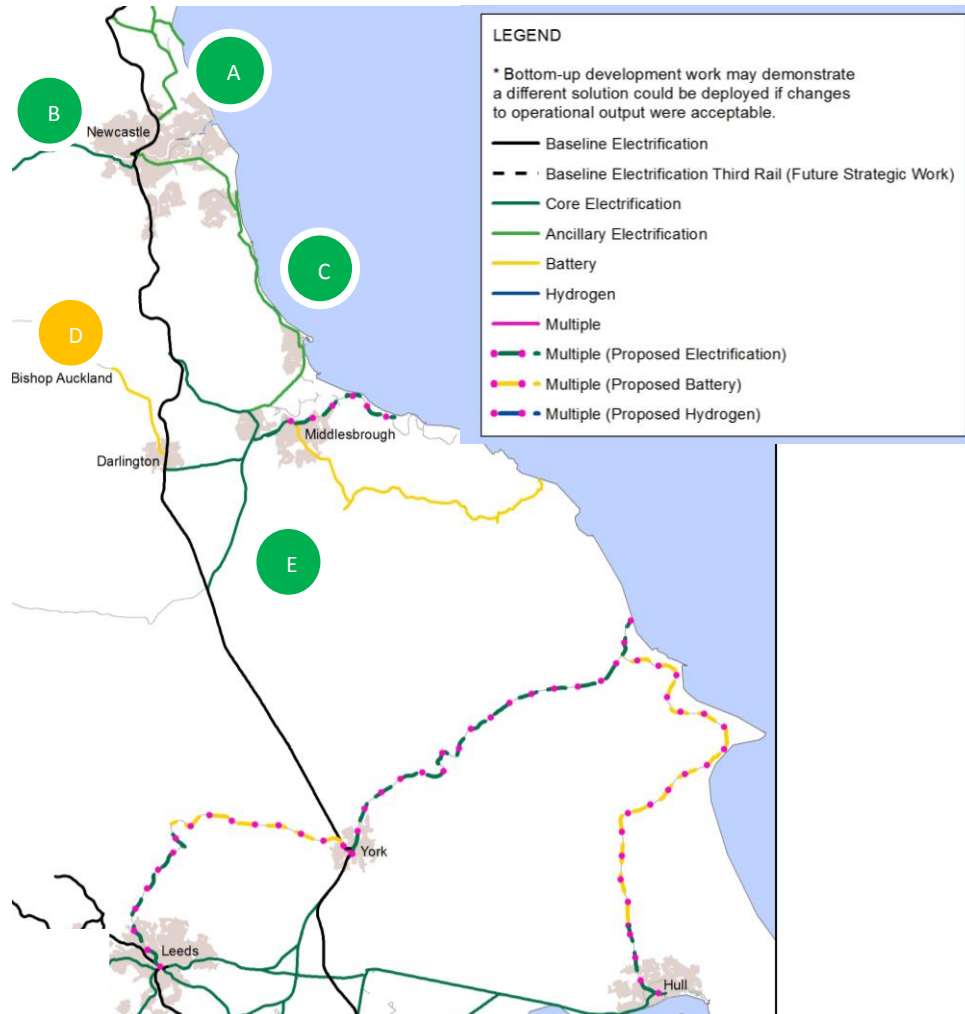 A
B
Newcastle
C
D
Bishop Auckland
Middlesbrough
Darlington
E
York
Leeds
Hull
LEGEND
* Bottom-up development work may demonstrate
a different solution could be deployed if changes
to operational output were acceptable.
Baseline Electrification
Baseline Electrification Third Rail (Future Strategic Work)
Core Electrification
Ancillary Electrification
Battery
Hydrogen
Multiple
Multiple (Proposed Electrification)
Multiple (Proposed Battery)
Multiple (Proposed Hydrogen)